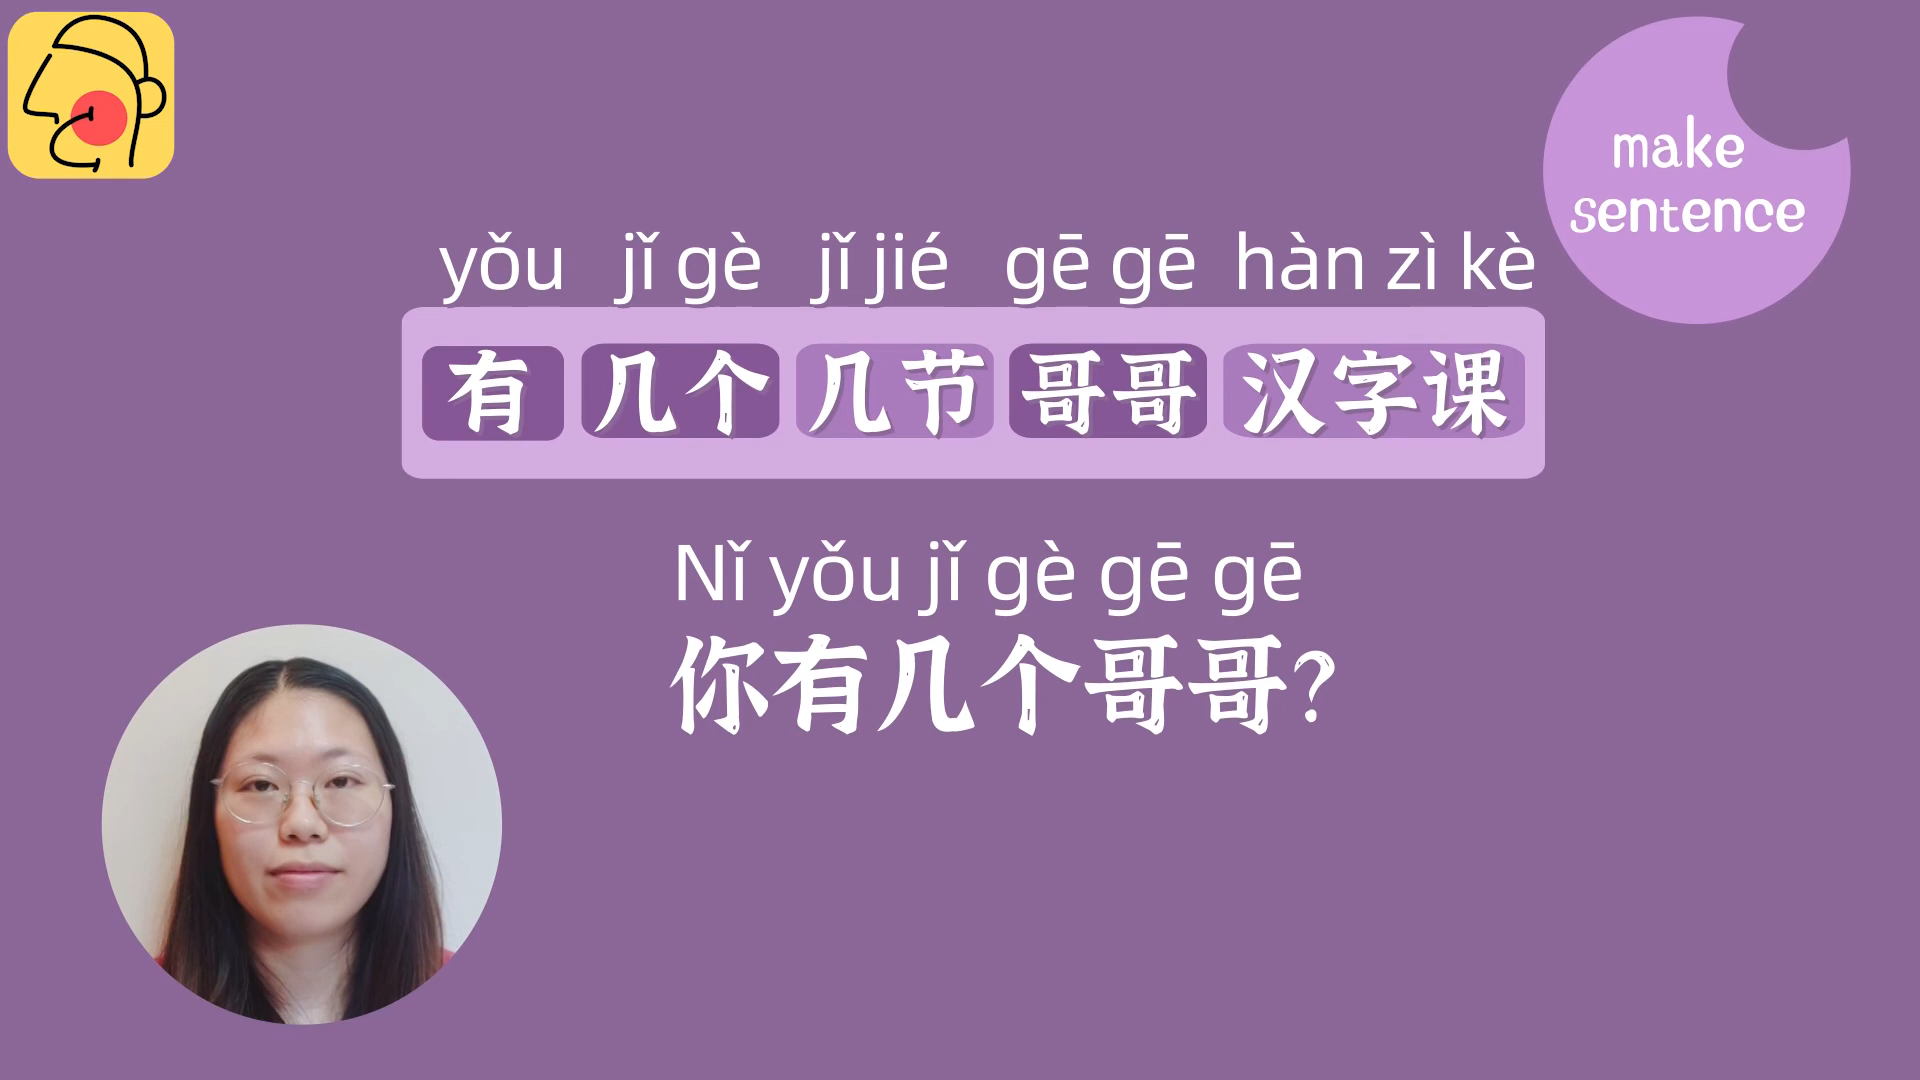 make
sentence
yǒu jǐ gè jǐ jié gē gē hàn zì kè
有 几个 几节 哥哥 汉字课
Nǐ yǒu jǐ gè gē gē
你有几个哥哥?